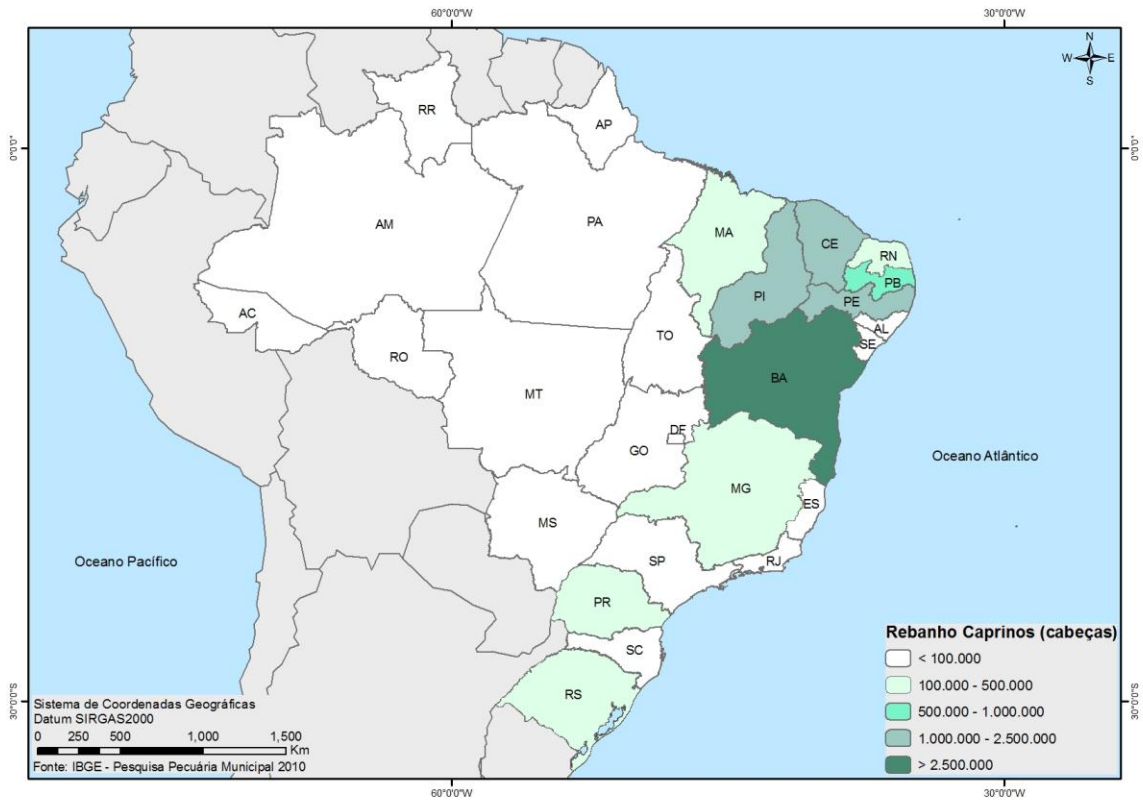 60°0'0"W
30°0'0"W
N
W E
S
RR
AP
0°0'0"
0°0'0"
AM
PA
MA
CE
RN
PB
PI
PE
AC
AL
TO
SE
RO
BA
MT
DF
GO
Oceano Atlântico
MG
ES
MS
Oceano Pacífico
SP
RJ
PR
SC
RS
Rebanho Caprinos (cabeças)
< 100.000
100.000 - 500.000
500.000 - 1.000.000
1.000.000 - 2.500.000
> 2.500.000
30°0'0"S
30°0'0"S
Sistema de Coordenadas Geográficas
Datum SIRGAS2000
0 250 500 1,000 1,500
Km
Fonte: IBGE - Pesquisa Pecuária Municipal 2010
60°0'0"W
30°0'0"W